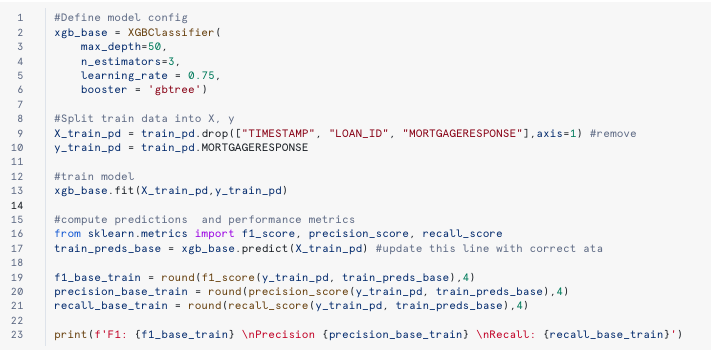 1 #Define model config
2 xgb_base = XGBClassifier(
3     max_depth=50,
4     n_estimators=3,
5     learning_rate = 0.75,
6     booster = 'gbtree')
7
8 #Split train data into X, y
9 X_train_pd = train_pd.drop(["TIMESTAMP", "LOAN_ID", "MORTGAGERESPONSE"],axis=1) #remove
10 y_train_pd = train_pd.MORTGAGERESPONSE
11
12 #train model
13 xgb_base.fit(X_train_pd,y_train_pd)
14
15 #compute predictions  and performance metrics
16 from sklearn.metrics import f1_score, precision_score, recall_score
17 train_preds_base = xgb_base.predict(X_train_pd) #update this line with correct ata
18
19 f1_base_train = round(f1_score(y_train_pd, train_preds_base),4)
20 precision_base_train = round(precision_score(y_train_pd, train_preds_base),4)
21 recall_base_train = round(recall_score(y_train_pd, train_preds_base),4)
22
23 print(f'F1: {f1_base_train} \nPrecision {precision_base_train} \nRecall: {recall_base_train}')